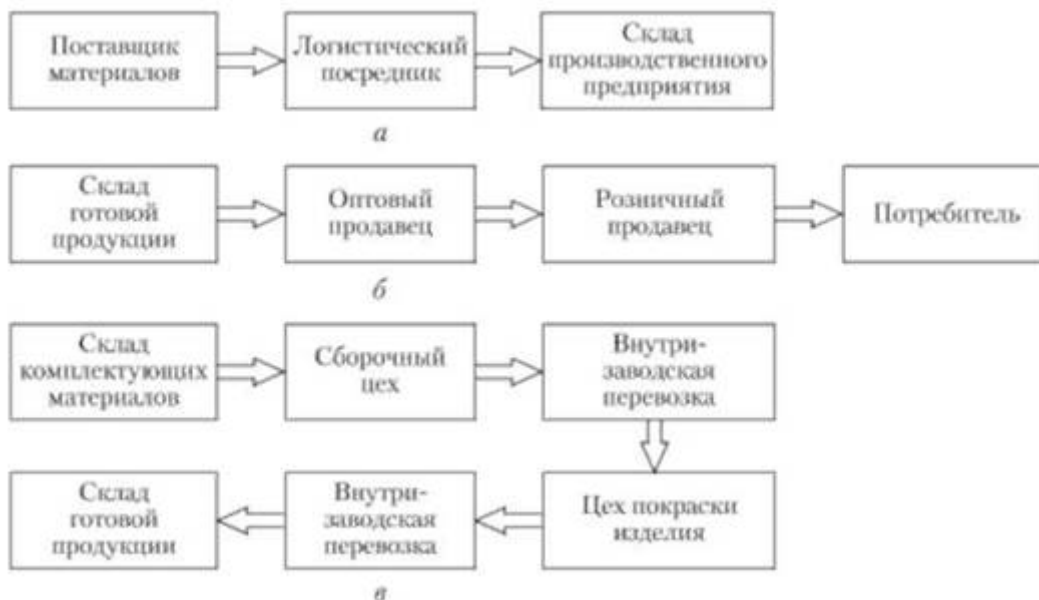 Поставщик
материалов
Логистический
посредник
Склад
производственного
предприятия
а
Склад
готовой
продукции
Оптовый
продавец
Розничный
продавец
Потребитель
б
Склад
комплектующих
материалов
Сборочный
цех
Внутри-
заводская
перевозка
Цех покраски
изделия
Внутри-
заводская
перевозка
Склад
готовой
продукции
в